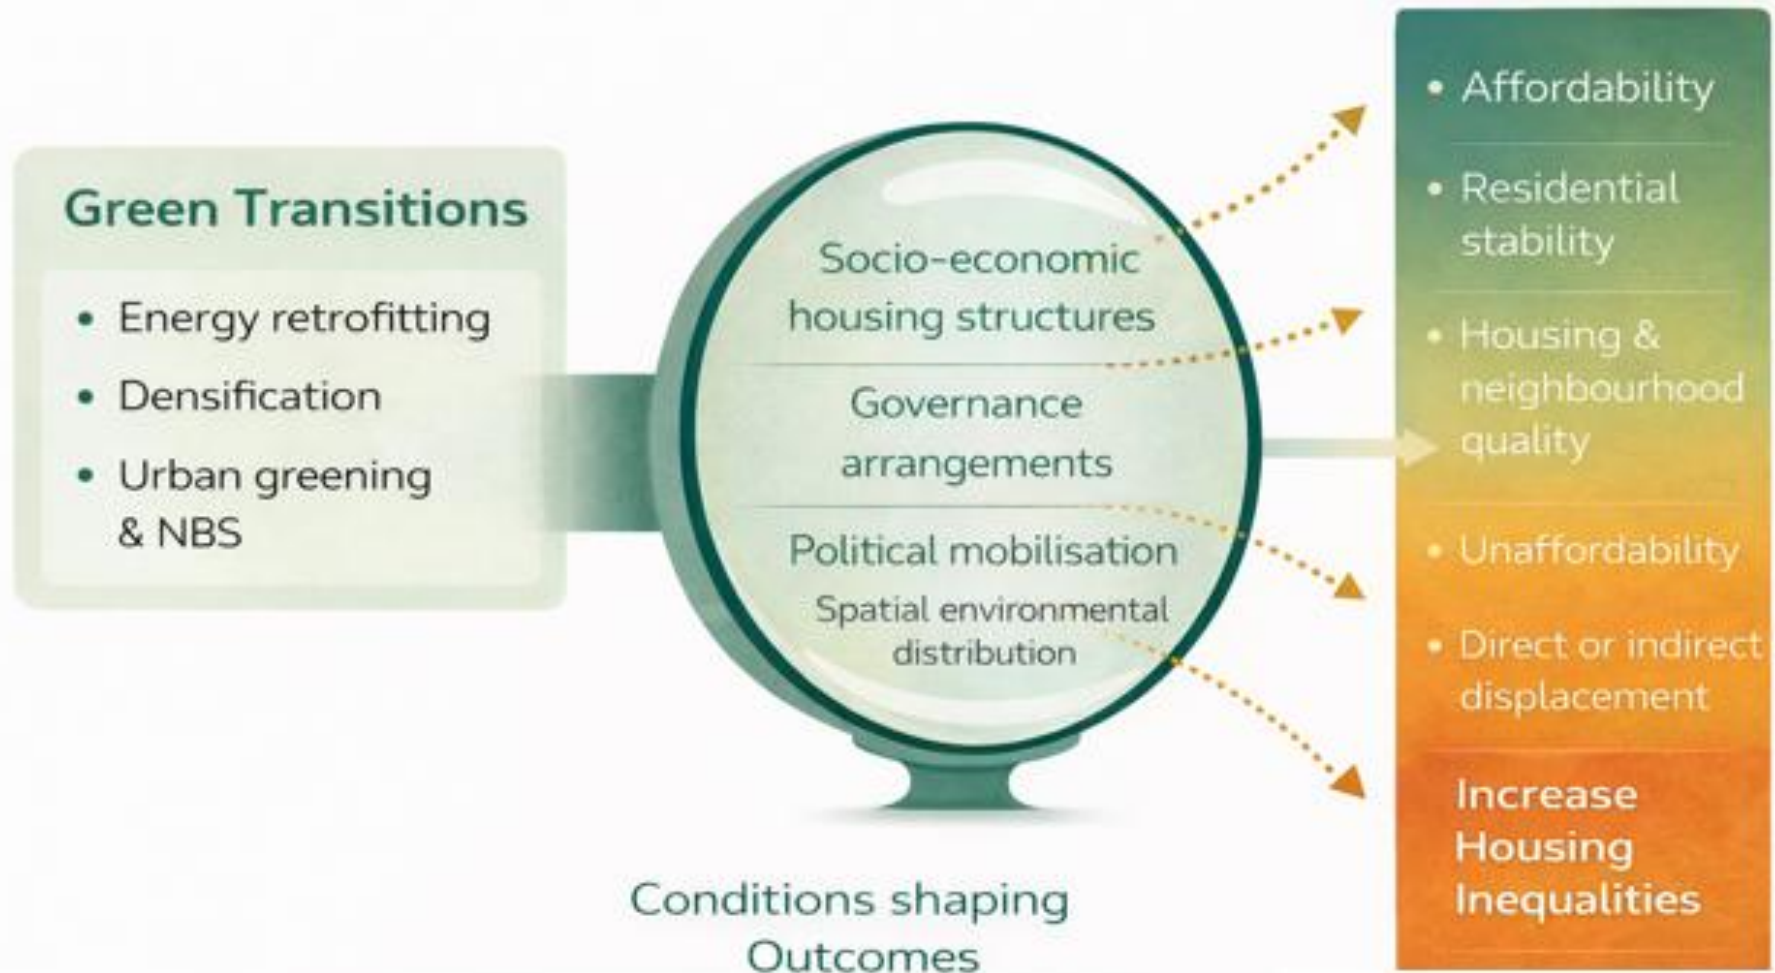 Green Transitions
• Energy retrofitting
• Densification
• Urban greening
& NBS
Socio-economic
housing structures
Governance
arrangements
Political mobilisation
Spatial environmental
distribution
Conditions shaping
Outcomes
• Affordability
• Residential
stability
• Housing &
neighbourhood
quality
• Unaffordability
• Direct or indirect
displacement
Increase
Housing
Inequalities